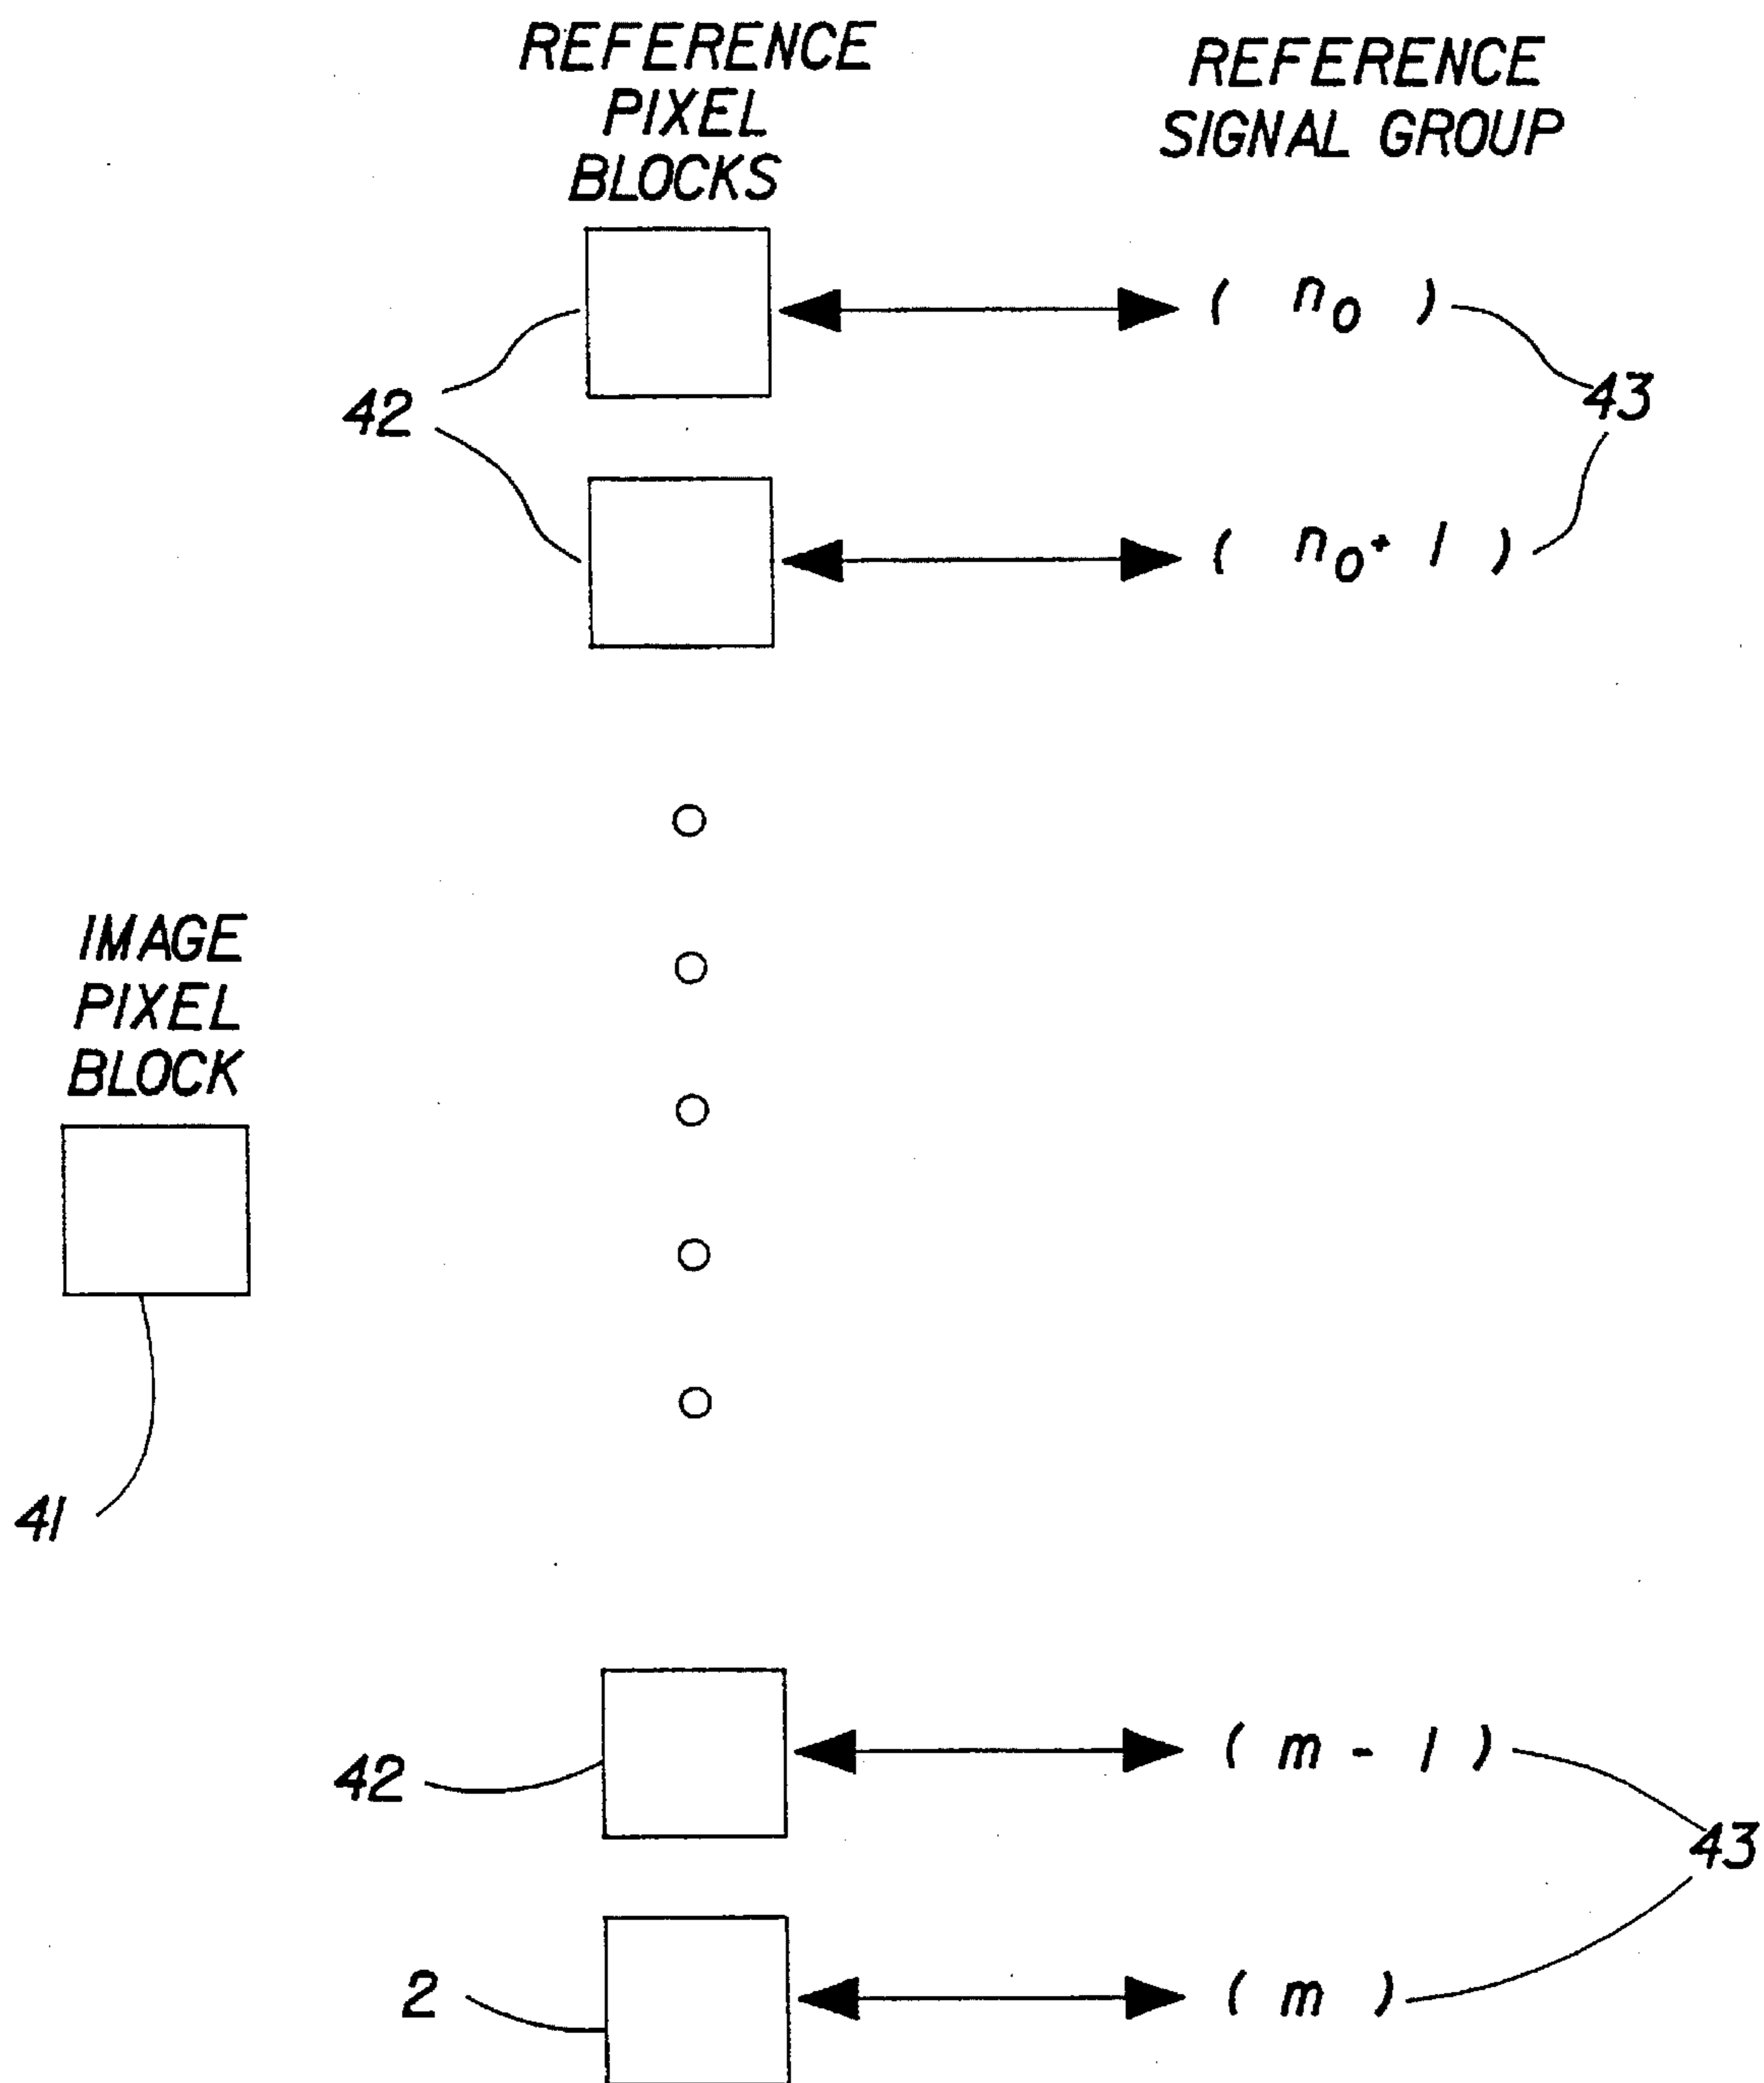 REFERENCE
PIXEL
BLOCKS
REFERENCE
SIGNAL GROUP
( n₀ )
42
43
( n₀+ 1 )
IMAGE
PIXEL
BLOCK
41
( m - 1 )
42
43
2
( m )